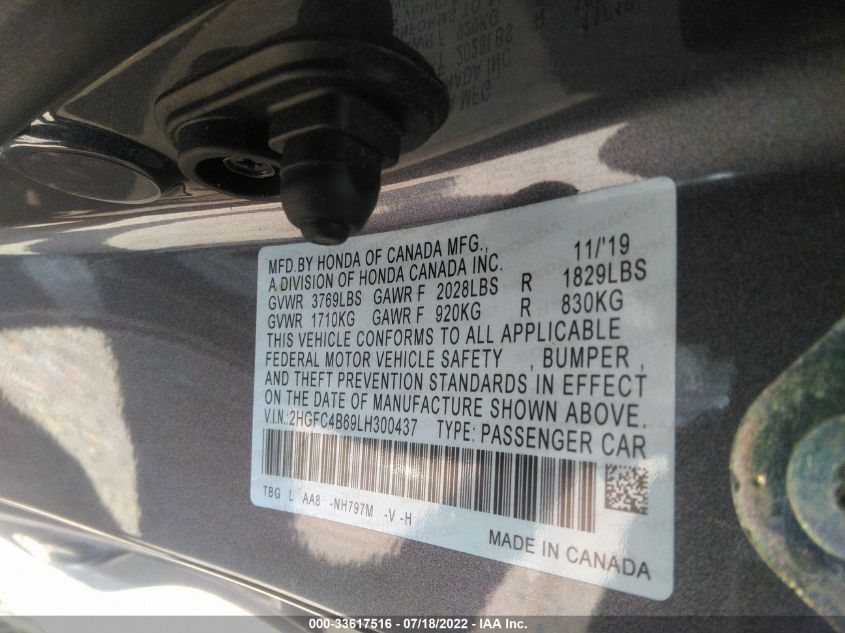 MFD.BY HONDA OF CANADA MFG., 11/'19
A DIVISION OF HONDA CANADA INC.
GVWR 3769LBS GAWR F 2028LBS R 1829LBS
GVWR 1710KG GAWR F 920KG R 830KG
THIS VEHICLE CONFORMS TO ALL APPLICABLE
FEDERAL MOTOR VEHICLE SAFETY , BUMPER ,
AND THEFT PREVENTION STANDARDS IN EFFECT
ON THE DATE OF MANUFACTURE SHOWN ABOVE.
V.I.N.:2HGFC4B69LH300437 TYPE: PASSENGER CAR
TBG L AA8 -NH797M -V -H
MADE IN CANADA
000-33617516 - 07/18/2022 - IAA Inc.